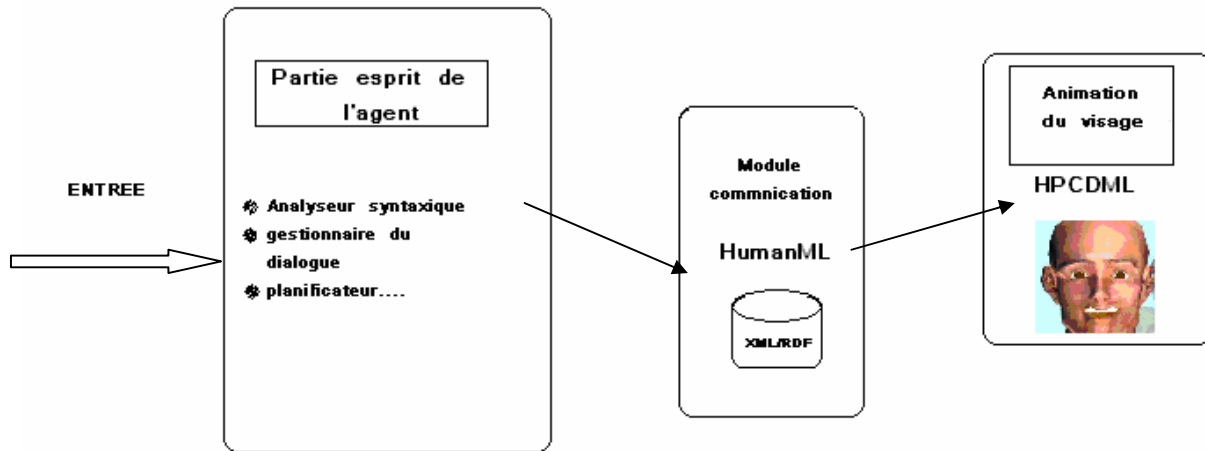 ENTREE
Partie esprit de
l'agent
Analyseur syntaxique
gestionnaire du
dialogue
planificateur....
Module
commnication
HumanML
XML/RDF
Animation
du visage
HPCDML